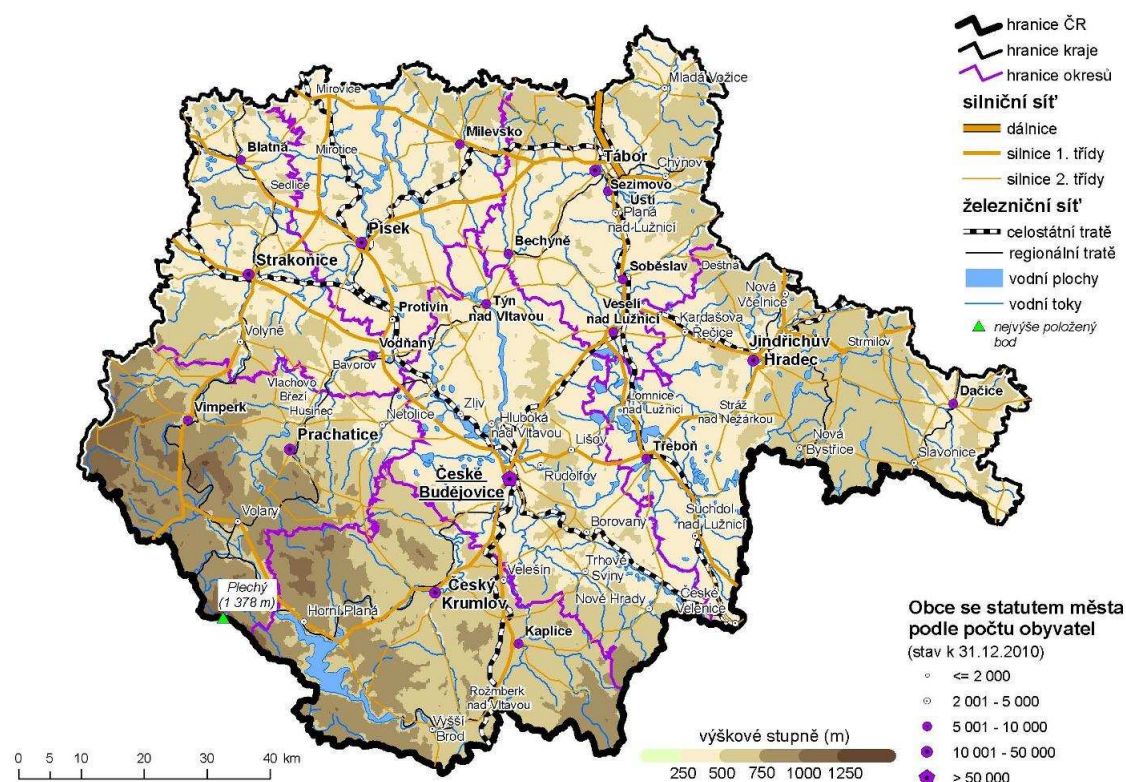 hranice ČR
hranice kraje
hranice okresů
silniční síť
dálnice
silnice 1. třídy
silnice 2. třídy
železniční síť
celostátní tratě
regionální tratě
vodní plochy
vodní toky
nejvýše položený
bod
Mladá Vožice
Mirovice
Milevsko
Blatná
Mirotice
Tábor
Chýnov
Sedlice
Sezimovo
Ústí
Planá
nad Lužnicí
Písek
Bechyně
Strakonice
Soběslav
Deštná
Nová
Včelnice
Protivín
Týn
nad Vltavou
Veselí
nad Lužnicí
Kardašova
Řečice
Volyně
Vodňany
Jindřichův
Hradec
Strmilov
Bavorov
Vlachovo
Březí
Husinec
Dačice
Vimperk
Netolice
Zliv
Hluboká
nad Vltavou
Lomnice
nad Lužnicí
Stráž
nad Nežárkou
Prachatice
Lišov
Třeboň
Nová
Bystřice
Slavonice
České
Budějovice
Rudolfov
Volary
Borovany
Suchdol
nad Lužnicí
Trhové
Sviny
Velešín
Plechý
(1 378 m)
Český
Krumlov
Nové Hrady
České
Velenice
Horní Planá
Kaplice
Rožmberk
nad Vltavou
Vyšší
Brod
Obce se statutem města
podle počtu obyvatel
(stav k 31.12.2010)
<= 2 000
2 001 - 5 000
5 001 - 10 000
10 001 - 50 000
> 50 000
výškové stupně (m)
250 500 750 1000 1250
0 5 10 20 30 40 km